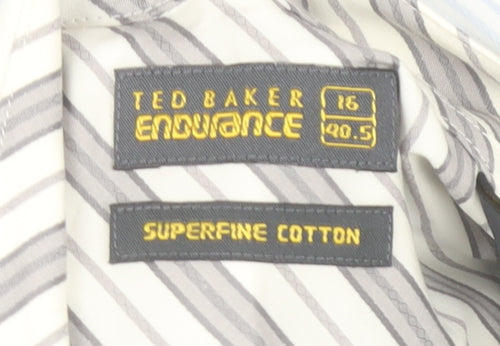 TED BAKER
ENDURANCE
16
40.5
SUPERFINE COTTON